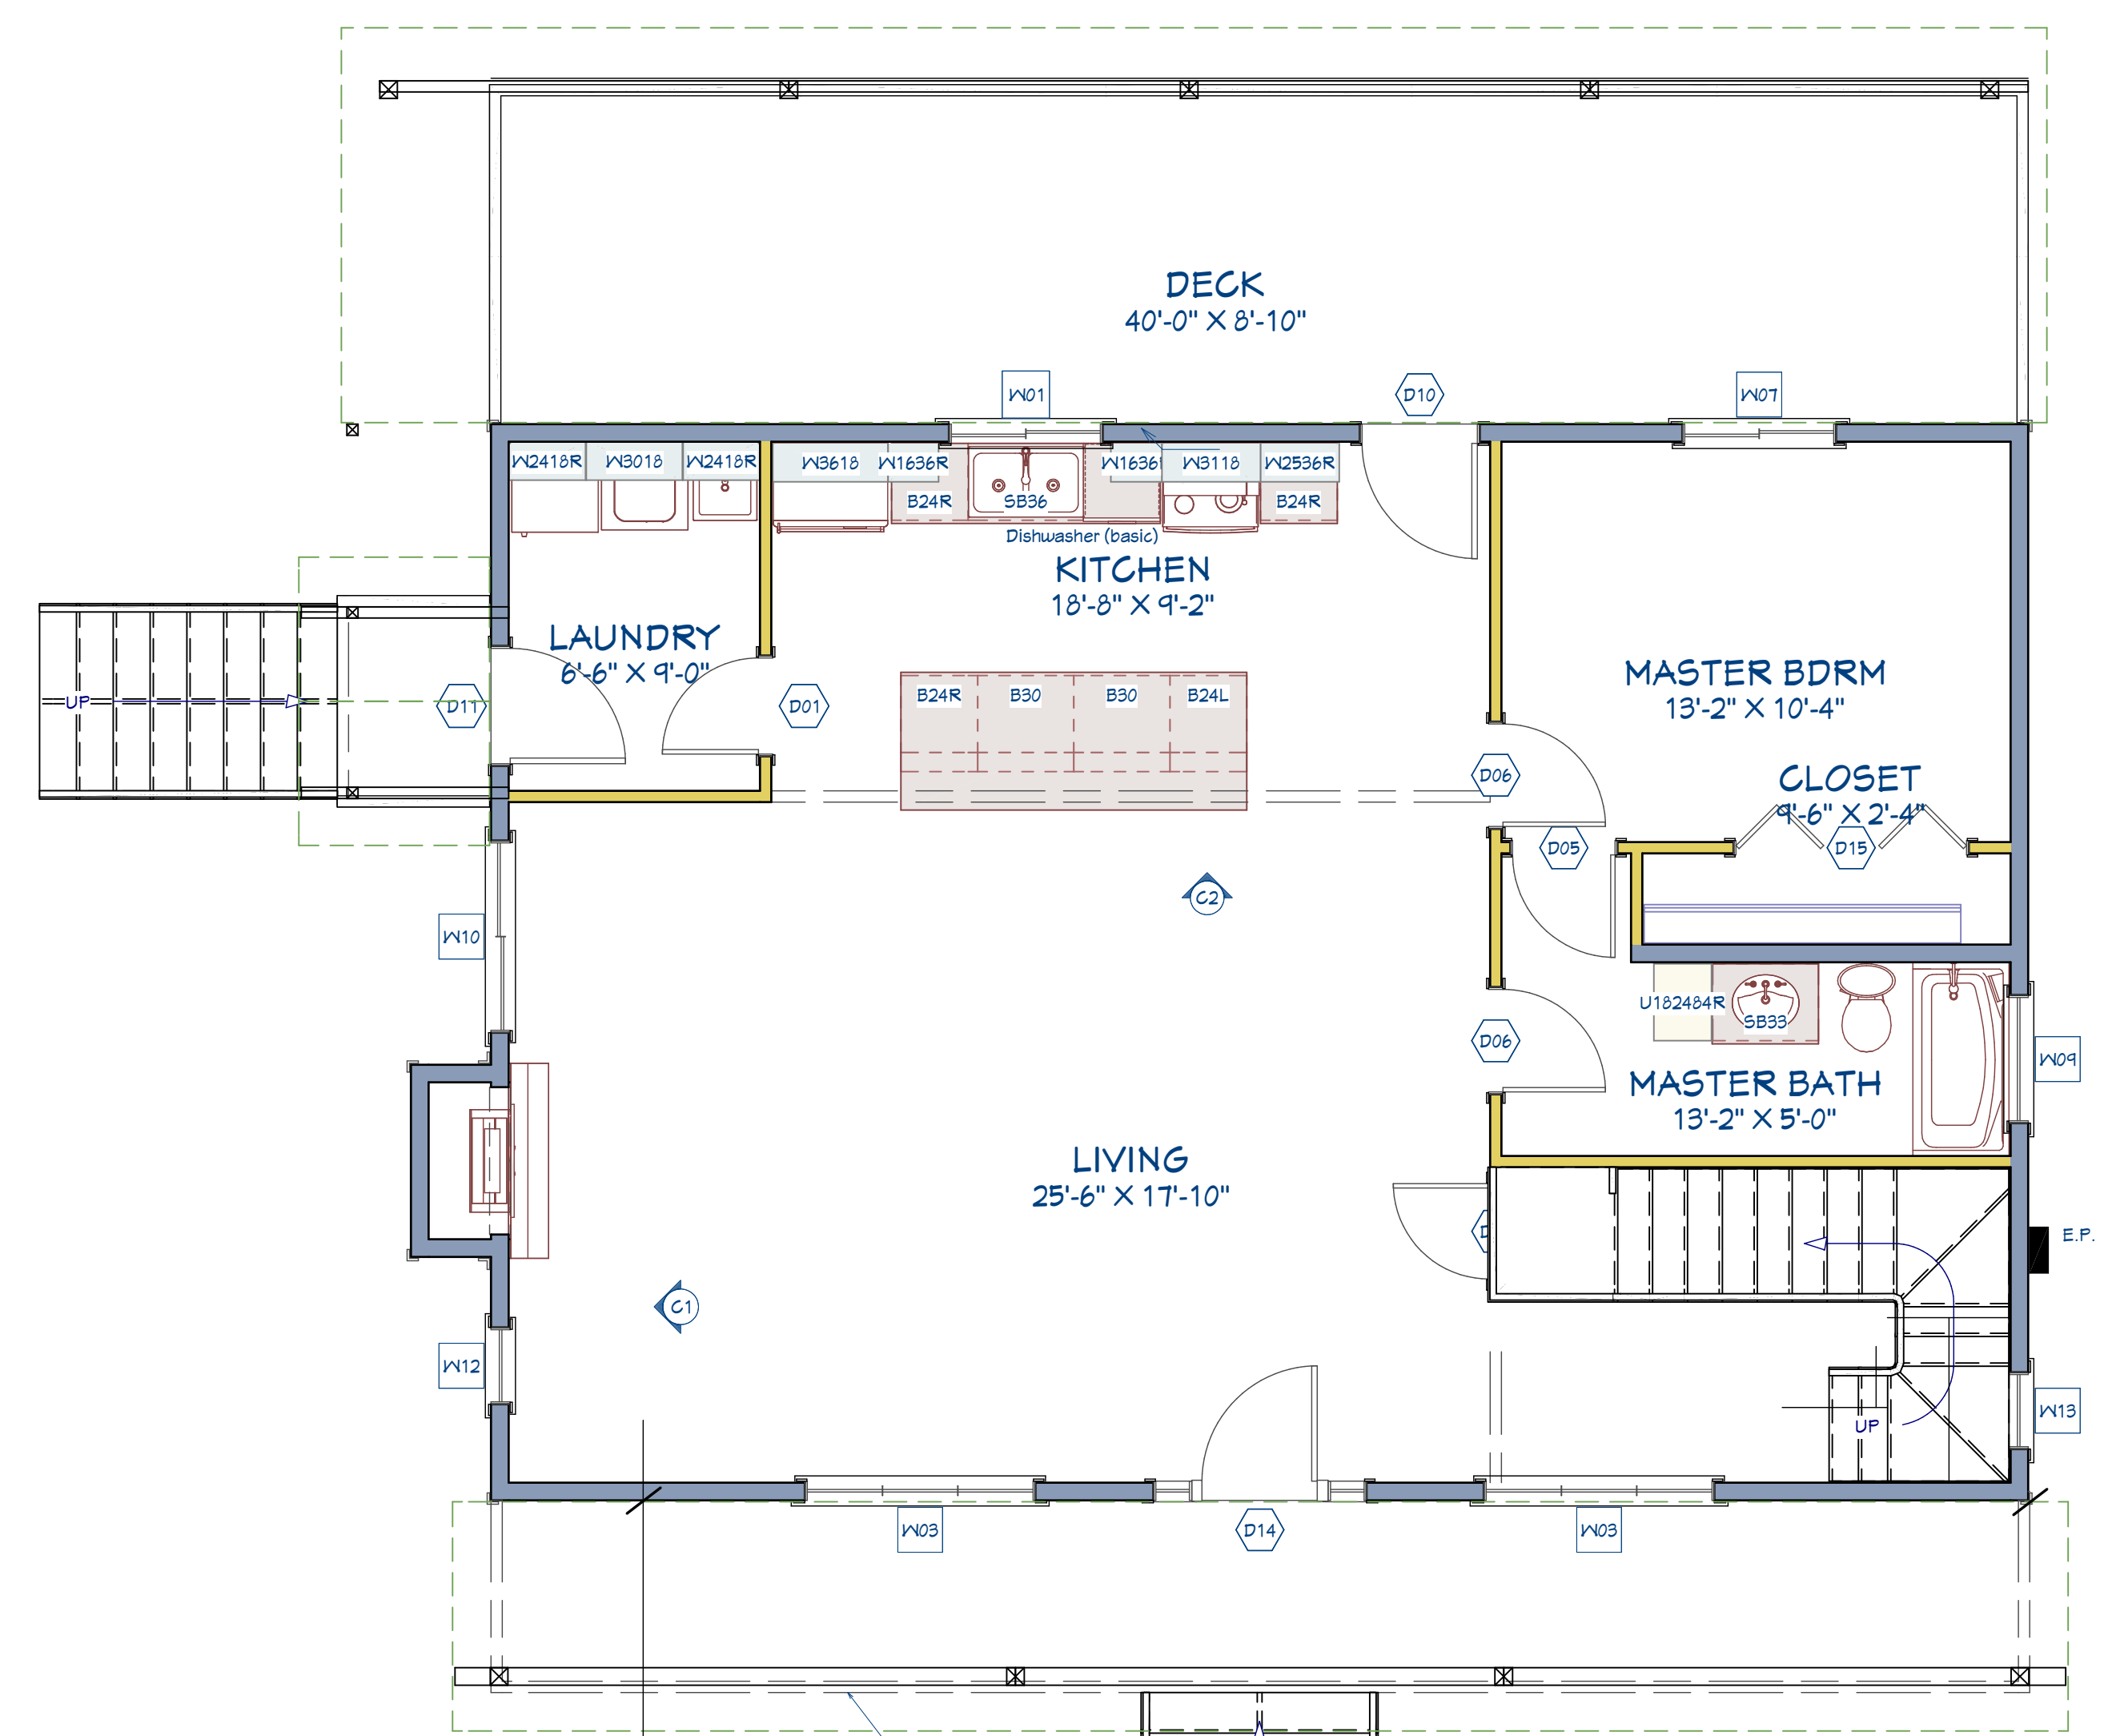 DECK
40'-0" X 8'-10"
W01
D10
W07
W2418R
W3018
W2418R
W3618
W1636R
W1636
W3118
W2536R
B24R
SB36
B24R
Dishwasher (basic)
KITCHEN
18'-8" X 9'-2"
LAUNDRY
6'-6" X 9'-0"
UP
D11
D01
B24R
B30
B30
B24L
MASTER BDRM
13'-2" X 10'-4"
D06
CLOSET
9'-6" X 2'-4"
D05
D15
C2
W10
U182484R
SB33
D06
W09
MASTER BATH
13'-2" X 5'-0"
LIVING
25'-6" X 17'-10"
E.P.
C1
W12
W13
UP
W03
D14
W03